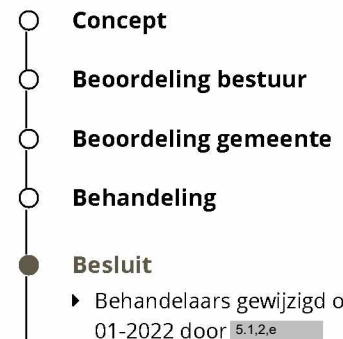 Concept
Beoordeling bestuur
Beoordeling gemeente
Behandeling
Besluit
Behandelaars gewijzigd o
01-2022 door 5.1,2,e